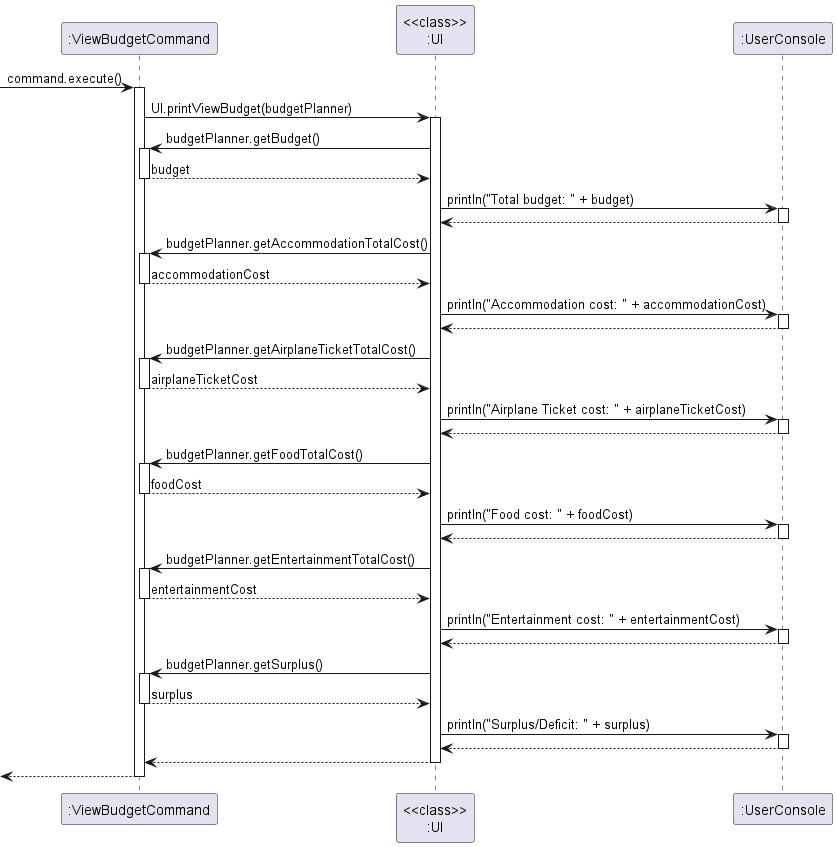 :ViewBudgetCommand
<<class>>
:UI
:UserConsole
command.execute()
UI.printViewBudget(budgetPlanner)
budgetPlanner.getBudget()
budget
println("Total budget: " + budget)
budgetPlanner.getAccommodationTotalCost()
accommodationCost
println("Accommodation cost: " + accommodationCost)
budgetPlanner.getAirplaneTicketTotalCost()
airplaneTicketCost
println("Airplane Ticket cost: " + airplaneTicketCost)
budgetPlanner.getFoodTotalCost()
foodCost
println("Food cost: " + foodCost)
budgetPlanner.getEntertainmentTotalCost()
entertainmentCost
println("Entertainment cost: " + entertainmentCost)
budgetPlanner.getSurplus()
surplus
println("Surplus/Deficit: " + surplus)
:ViewBudgetCommand
<<class>>
:UI
:UserConsole